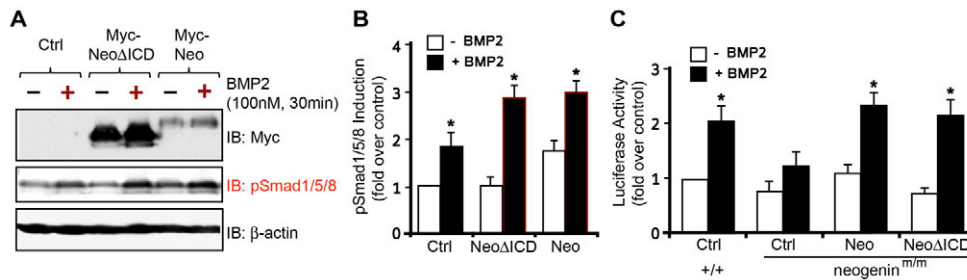 A
Ctrl
Myc-
NeoΔICD
Myc-
Neo
− + − + − +
BMP2
(100nM, 30min)
IB: Myc
IB: pSmad1/5/8
IB: β-actin
B
- BMP2
+ BMP2
pSmad1/5/8 Induction
(fold over control)
4
3
2
1
0
*
*
*
Ctrl
NeoΔICD
Neo
C
- BMP2
+ BMP2
Luciferase Activity
(fold over control)
3
2
1
0
*
*
*
Ctrl
Ctrl
Neo
NeoΔICD
+/+
neogenin m/m